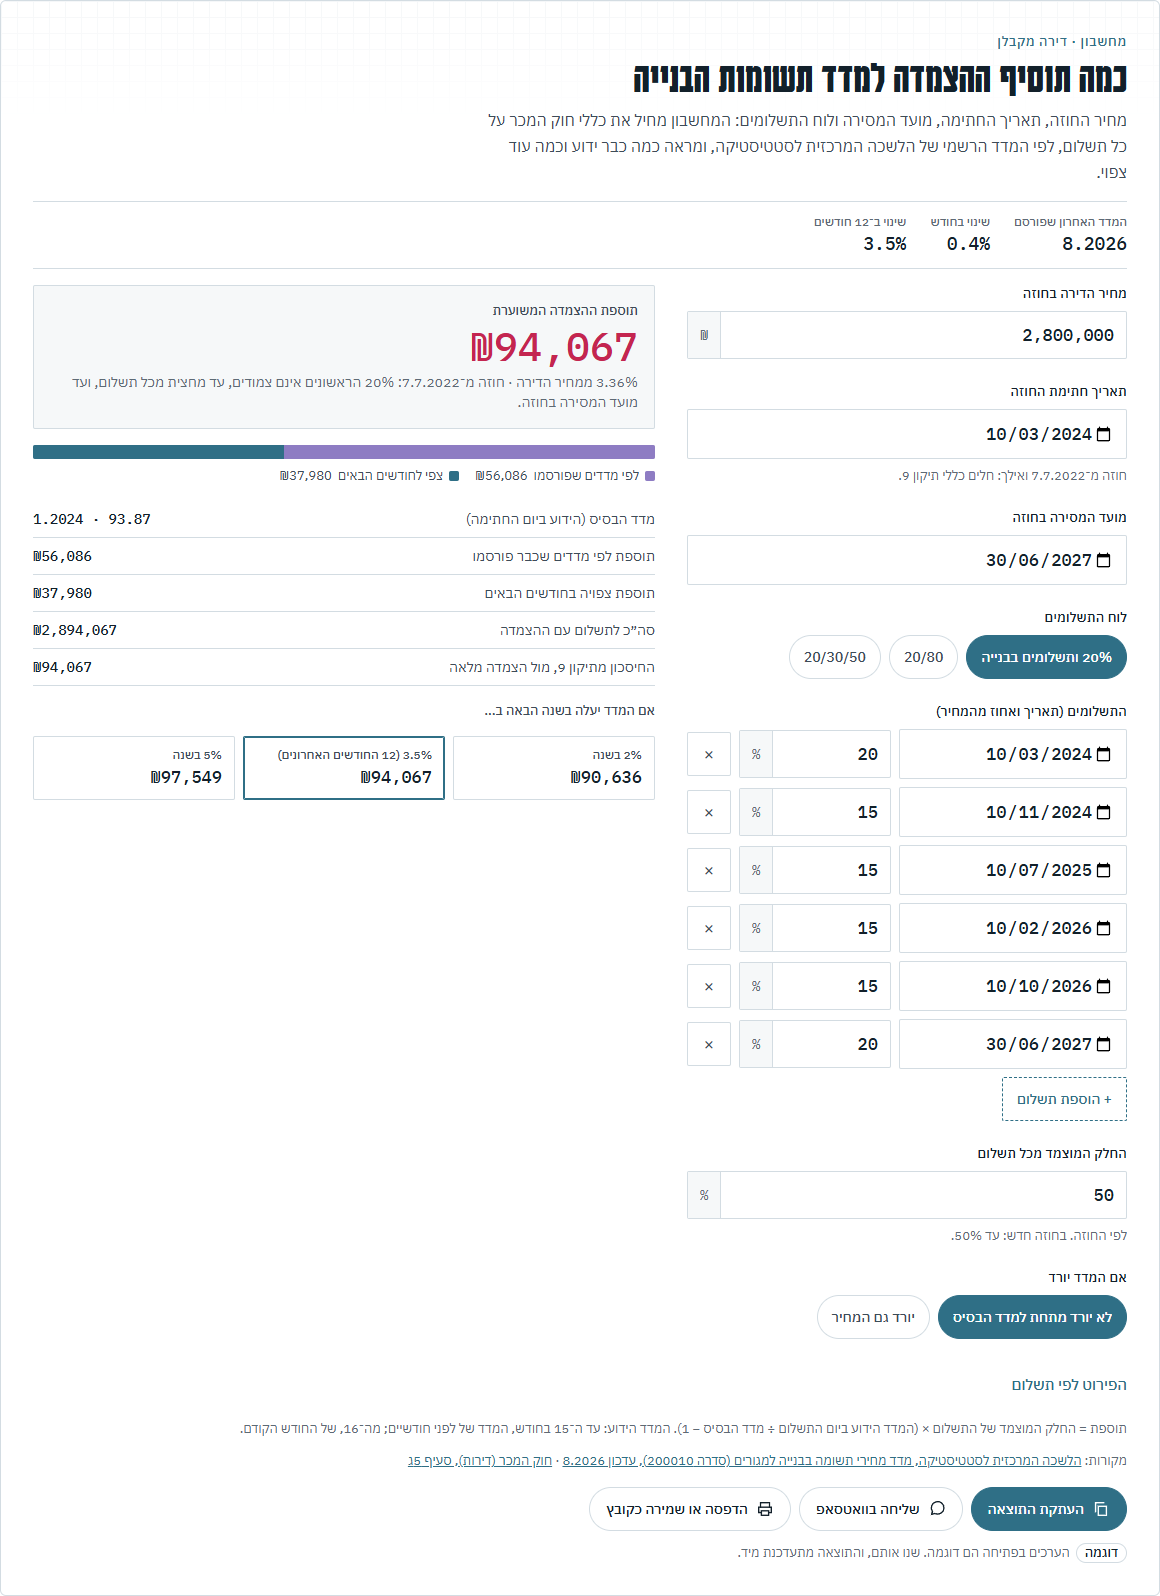 מחשבון · דירה מקבלן
כמה תוסיף ההצמדה למדד תשומות הבנייה
מחיר החוזה, תאריך החתימה, מועד המסירה ולוח התשלומים: המחשבון מחיל את כללי חוק המכר על
כל תשלום, לפי המדד הרשמי של הלשכה המרכזית לסטטיסטיקה, ומראה כמה כבר ידוע וכמה עוד
צפוי.
המדד האחרון שפורסם
8.2026
שינוי בחודש
0.4%
שינוי ב־12 חודשים
3.5%
מחיר הדירה בחוזה
2,800,000
₪
תאריך חתימת החוזה
10/03/2024
חוזה מ־7.7.2022 ואילך: חלים כללי תיקון 9.
מועד המסירה בחוזה
30/06/2027
לוח התשלומים
20% ותשלומים בבנייה
20/80
20/30/50
התשלומים (תאריך ואחוז מהמחיר)
10/03/2024 20 % ×
10/11/2024 15 % ×
10/07/2025 15 % ×
10/02/2026 15 % ×
10/10/2026 15 % ×
30/06/2027 20 % ×
+ הוספת תשלום
החלק המוצמד מכל תשלום
50
%
לפי החוזה. בחוזה חדש: עד 50%.
אם המדד יורד
לא יורד מתחת למדד הבסיס
יורד גם המחיר
תוספת ההצמדה המשוערת
₪94,067
3.36% ממחיר הדירה · חוזה מ־7.7.2022: 20% הראשונים אינם צמודים, עד מחצית מכל תשלום, ועד
מועד המסירה בחוזה.
לפי מדדים שפורסמו ₪56,086
צפי לחודשים הבאים ₪37,980
מדד הבסיס (הידוע ביום החתימה) 1.2024 · 93.87
תוספת לפי מדדים שכבר פורסמו ₪56,086
תוספת צפויה בחודשים הבאים ₪37,980
סה״כ לתשלום עם ההצמדה ₪2,894,067
החיסכון מתיקון 9, מול הצמדה מלאה ₪94,067
אם המדד יעלה בשנה הבאה ב...
2% בשנה
₪90,636
3.5% (12 החודשים האחרונים)
₪94,067
5% בשנה
₪97,549
הפירוט לפי תשלום
תוספת = החלק המוצמד של התשלום × (המדד הידוע ביום התשלום ÷ מדד הבסיס − 1). המדד הידוע: עד ה־15 בחודש, המדד של לפני חודשיים; מה־16, של החודש הקודם.
מקורות: הלשכה המרכזית לסטטיסטיקה, מדד מחירי תשומה בבנייה למגורים (סדרה 200010), עדכון 8.2026 · חוק המכר (דירות), סעיף 5ג
העתקת התוצאה
שליחה בוואטסאפ
הדפסה או שמירה כקובץ
דוגמה הערכים בפתיחה הם דוגמה. שנו אותם, והתוצאה מתעדכנת מיד.